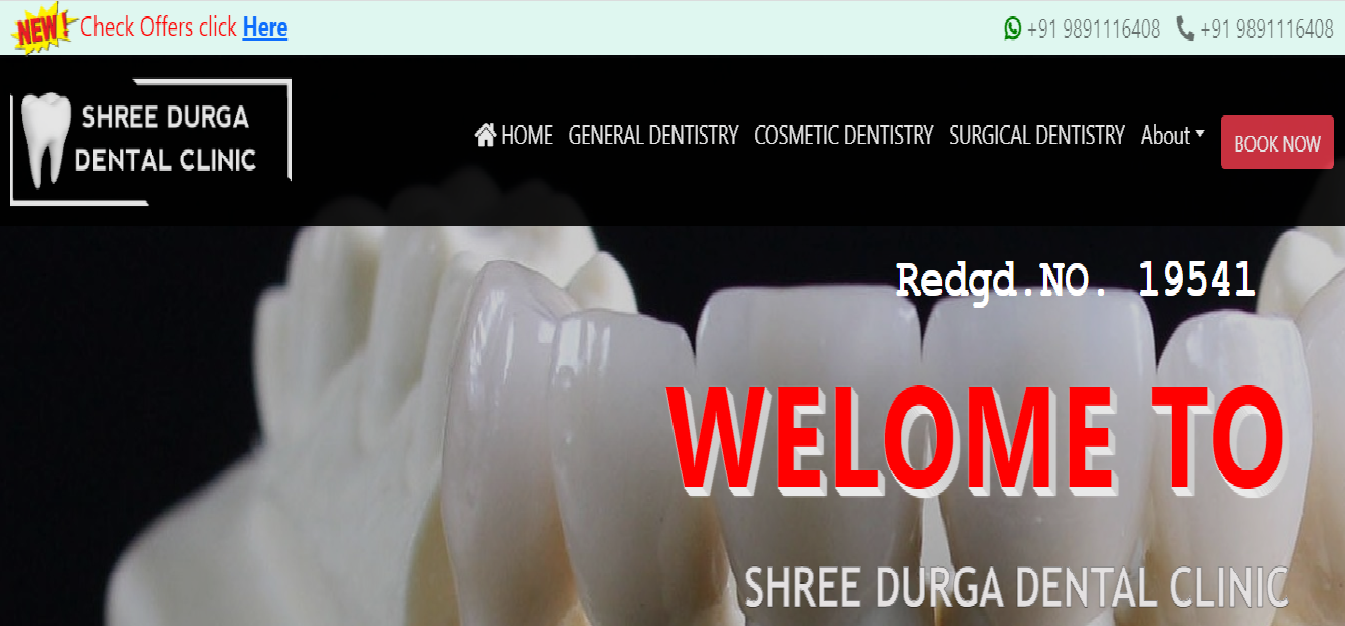 NEW! Check Offers click Here
+91 9891116408 +91 9891116408
SHREE DURGA
DENTAL CLINIC
HOME GENERAL DENTISTRY COSMETIC DENTISTRY SURGICAL DENTISTRY About BOOK NOW
Redgd.NO. 19541
WELOME TO
SHREE DURGA DENTAL CLINIC